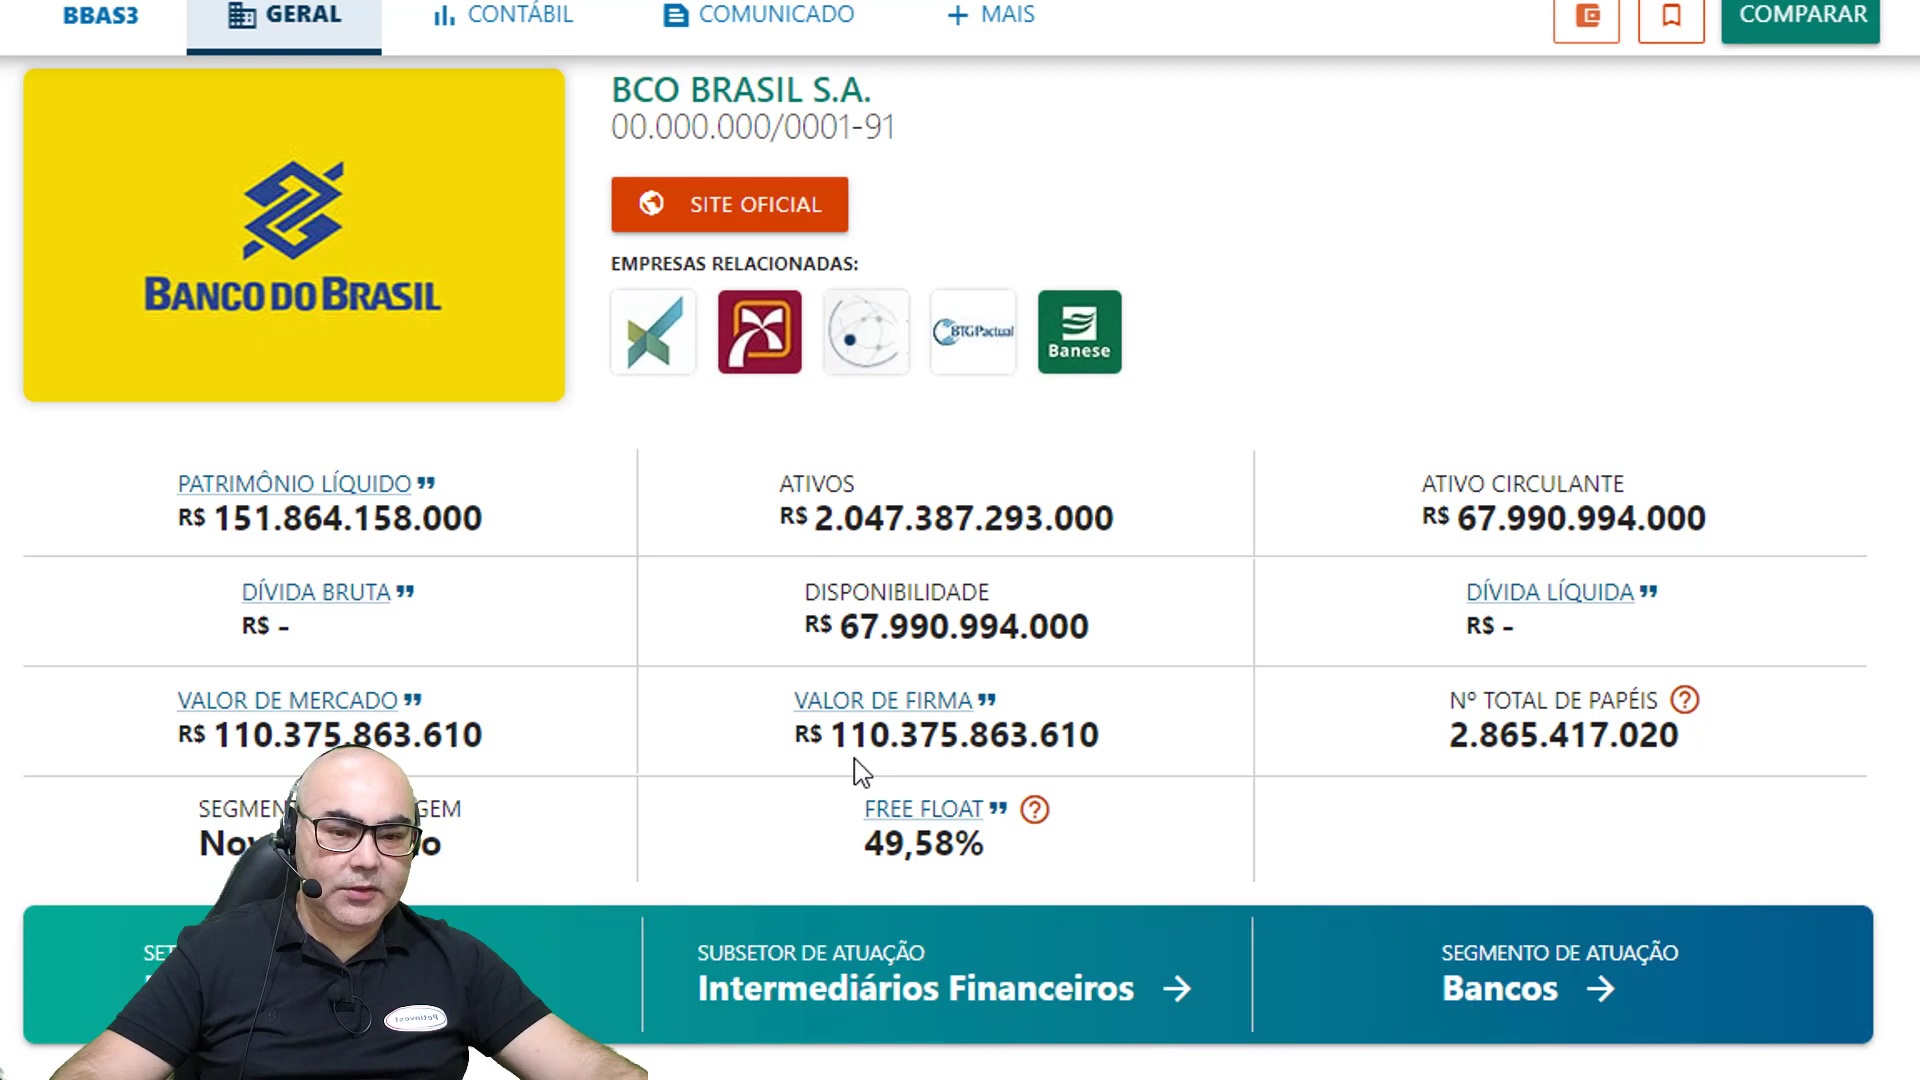 BBAS3
GERAL
CONTÁBIL
COMUNICADO
+ MAIS
COMPARAR
BANCO DO BRASIL
BCO BRASIL S.A.
00.000.000/0001-91
SITE OFICIAL
EMPRESAS RELACIONADAS:
BTGPactual
Banese
PATRIMÔNIO LÍQUIDO
R$ 151.864.158.000
ATIVOS
R$ 2.047.387.293.000
ATIVO CIRCULANTE
R$ 67.990.994.000
DÍVIDA BRUTA
R$ -
DISPONIBILIDADE
R$ 67.990.994.000
DÍVIDA LÍQUIDA
R$ -
VALOR DE MERCADO
R$ 110.375.863.610
VALOR DE FIRMA
R$ 110.375.863.610
Nº TOTAL DE PAPÉIS ?
2.865.417.020
FREE FLOAT ?
49,58%
SUBSETOR DE ATUAÇÃO
Intermediários Financeiros →
SEGMENTO DE ATUAÇÃO
Bancos →